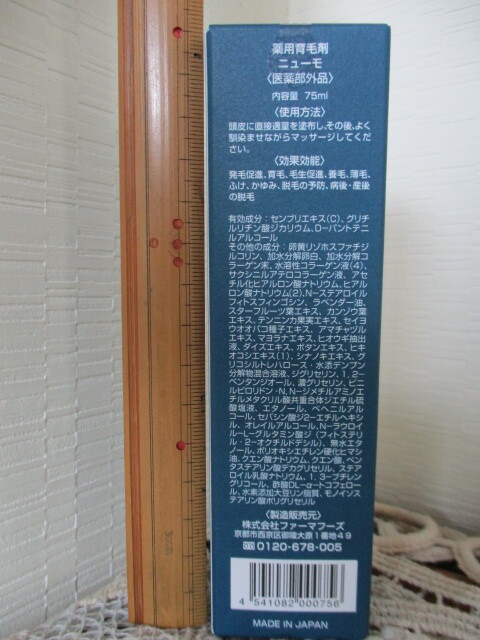 薬用育毛剤
ニューモ
〈医薬部外品〉
内容量 75ml
〈使用方法〉
頭皮に直接適量を塗布し、その後、よく
馴染ませながらマッサージしてくだ
さい。
〈効果効能〉
発毛促進、育毛、毛生促進、養毛、薄毛、
ふけ、かゆみ、脱毛の予防、病後・産後
の脱毛
有効成分：センブリエキス(C)、グリチ
ルリチン酸ジカリウム、D-パントテニ
ルアルコール
その他の成分：卵黄リゾホスファチジ
ルコリン、加水分解卵白、加水分解コ
ラーゲン末、水溶性コラーゲン液(4)、
サクシニルアテロコラーゲン液、アセ
チル化ヒアルロン酸ナトリウム、ヒアル
ロン酸ナトリウム(2)、N-ステアロイル
フィトスフィンゴシン、ラベンダー油、
スターフルーツ葉エキス、カンゾウ葉
エキス、テンニンカ果実エキス、セイヨ
ウオオバコ種子エキス、アマチャヅル
エキス、マヨラナエキス、ヒオウギ抽出
液、ダイズエキス、ボタンエキス、ヒキ
オコシエキス(1)、シナノキエキス、グ
リコシルトレハロース・水添デンプン
分解物混合溶液、ジグリセリン、1,2-
ペンタンジオール、濃グリセリン、ビニ
ルピロリドン・N,N-ジメチルアミノエ
チルメタクリル酸共重合体ジエチル硫
酸塩液、エタノール、ベヘニルアル
コール、セバシン酸ジ2-エチルヘキシ
ル、オレイルアルコール、N-ラウロイ
ル-L-グルタミン酸ジ(フィトステリ
ル・2-オクチルドデシル)、無水エタ
ノール、ポリオキシエチレン硬化ヒマシ
油、クエン酸ナトリウム、クエン酸、ペン
タステアリン酸デカグリセリル、ステア
ロイル乳酸ナトリウム、1,3-ブチレン
グリコール、酢酸DL-α-トコフェロー
ル、水素添加大豆リン脂質、モノイソス
テアリン酸ポリグリセリル
〈製造販売元〉
株式会社ファーマフーズ
京都市西京区御陵大原1番地49
0120-678-005
4 541082 000756
MADE IN JAPAN